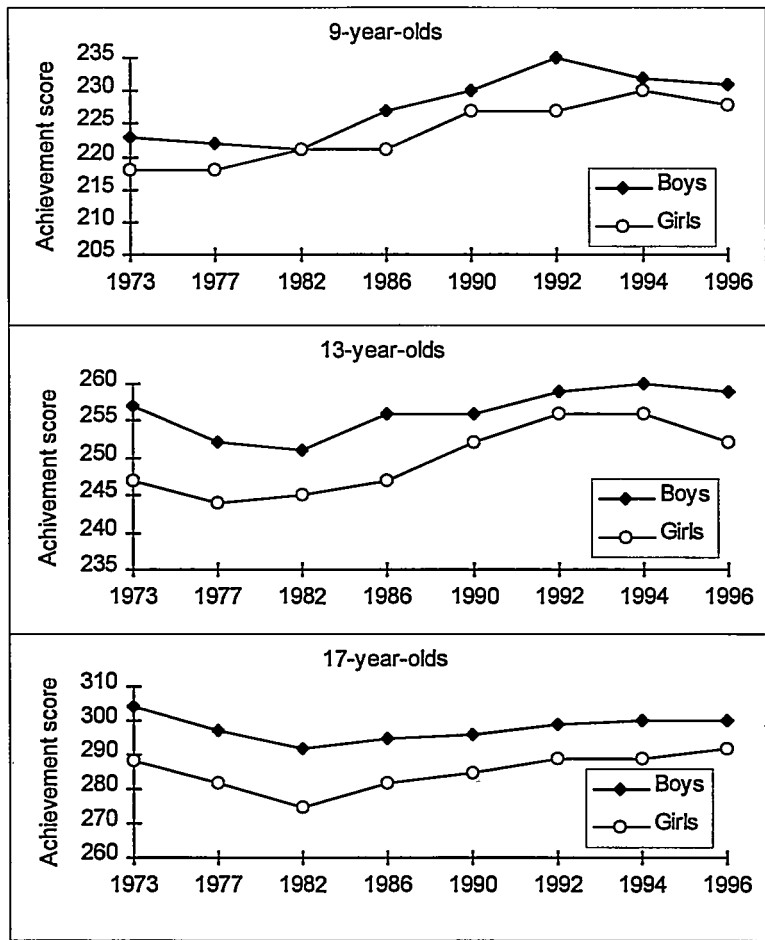 9-year-olds
Achievement score
235
230
225
220
215
210
205
Boys
Girls
1973 1977 1982 1986 1990 1992 1994 1996
13-year-olds
Achivement score
260
255
250
245
240
235
Boys
Girls
1973 1977 1982 1986 1990 1992 1994 1996
17-year-olds
Achievement score
310
300
290
280
270
260
Boys
Girls
1973 1977 1982 1986 1990 1992 1994 1996